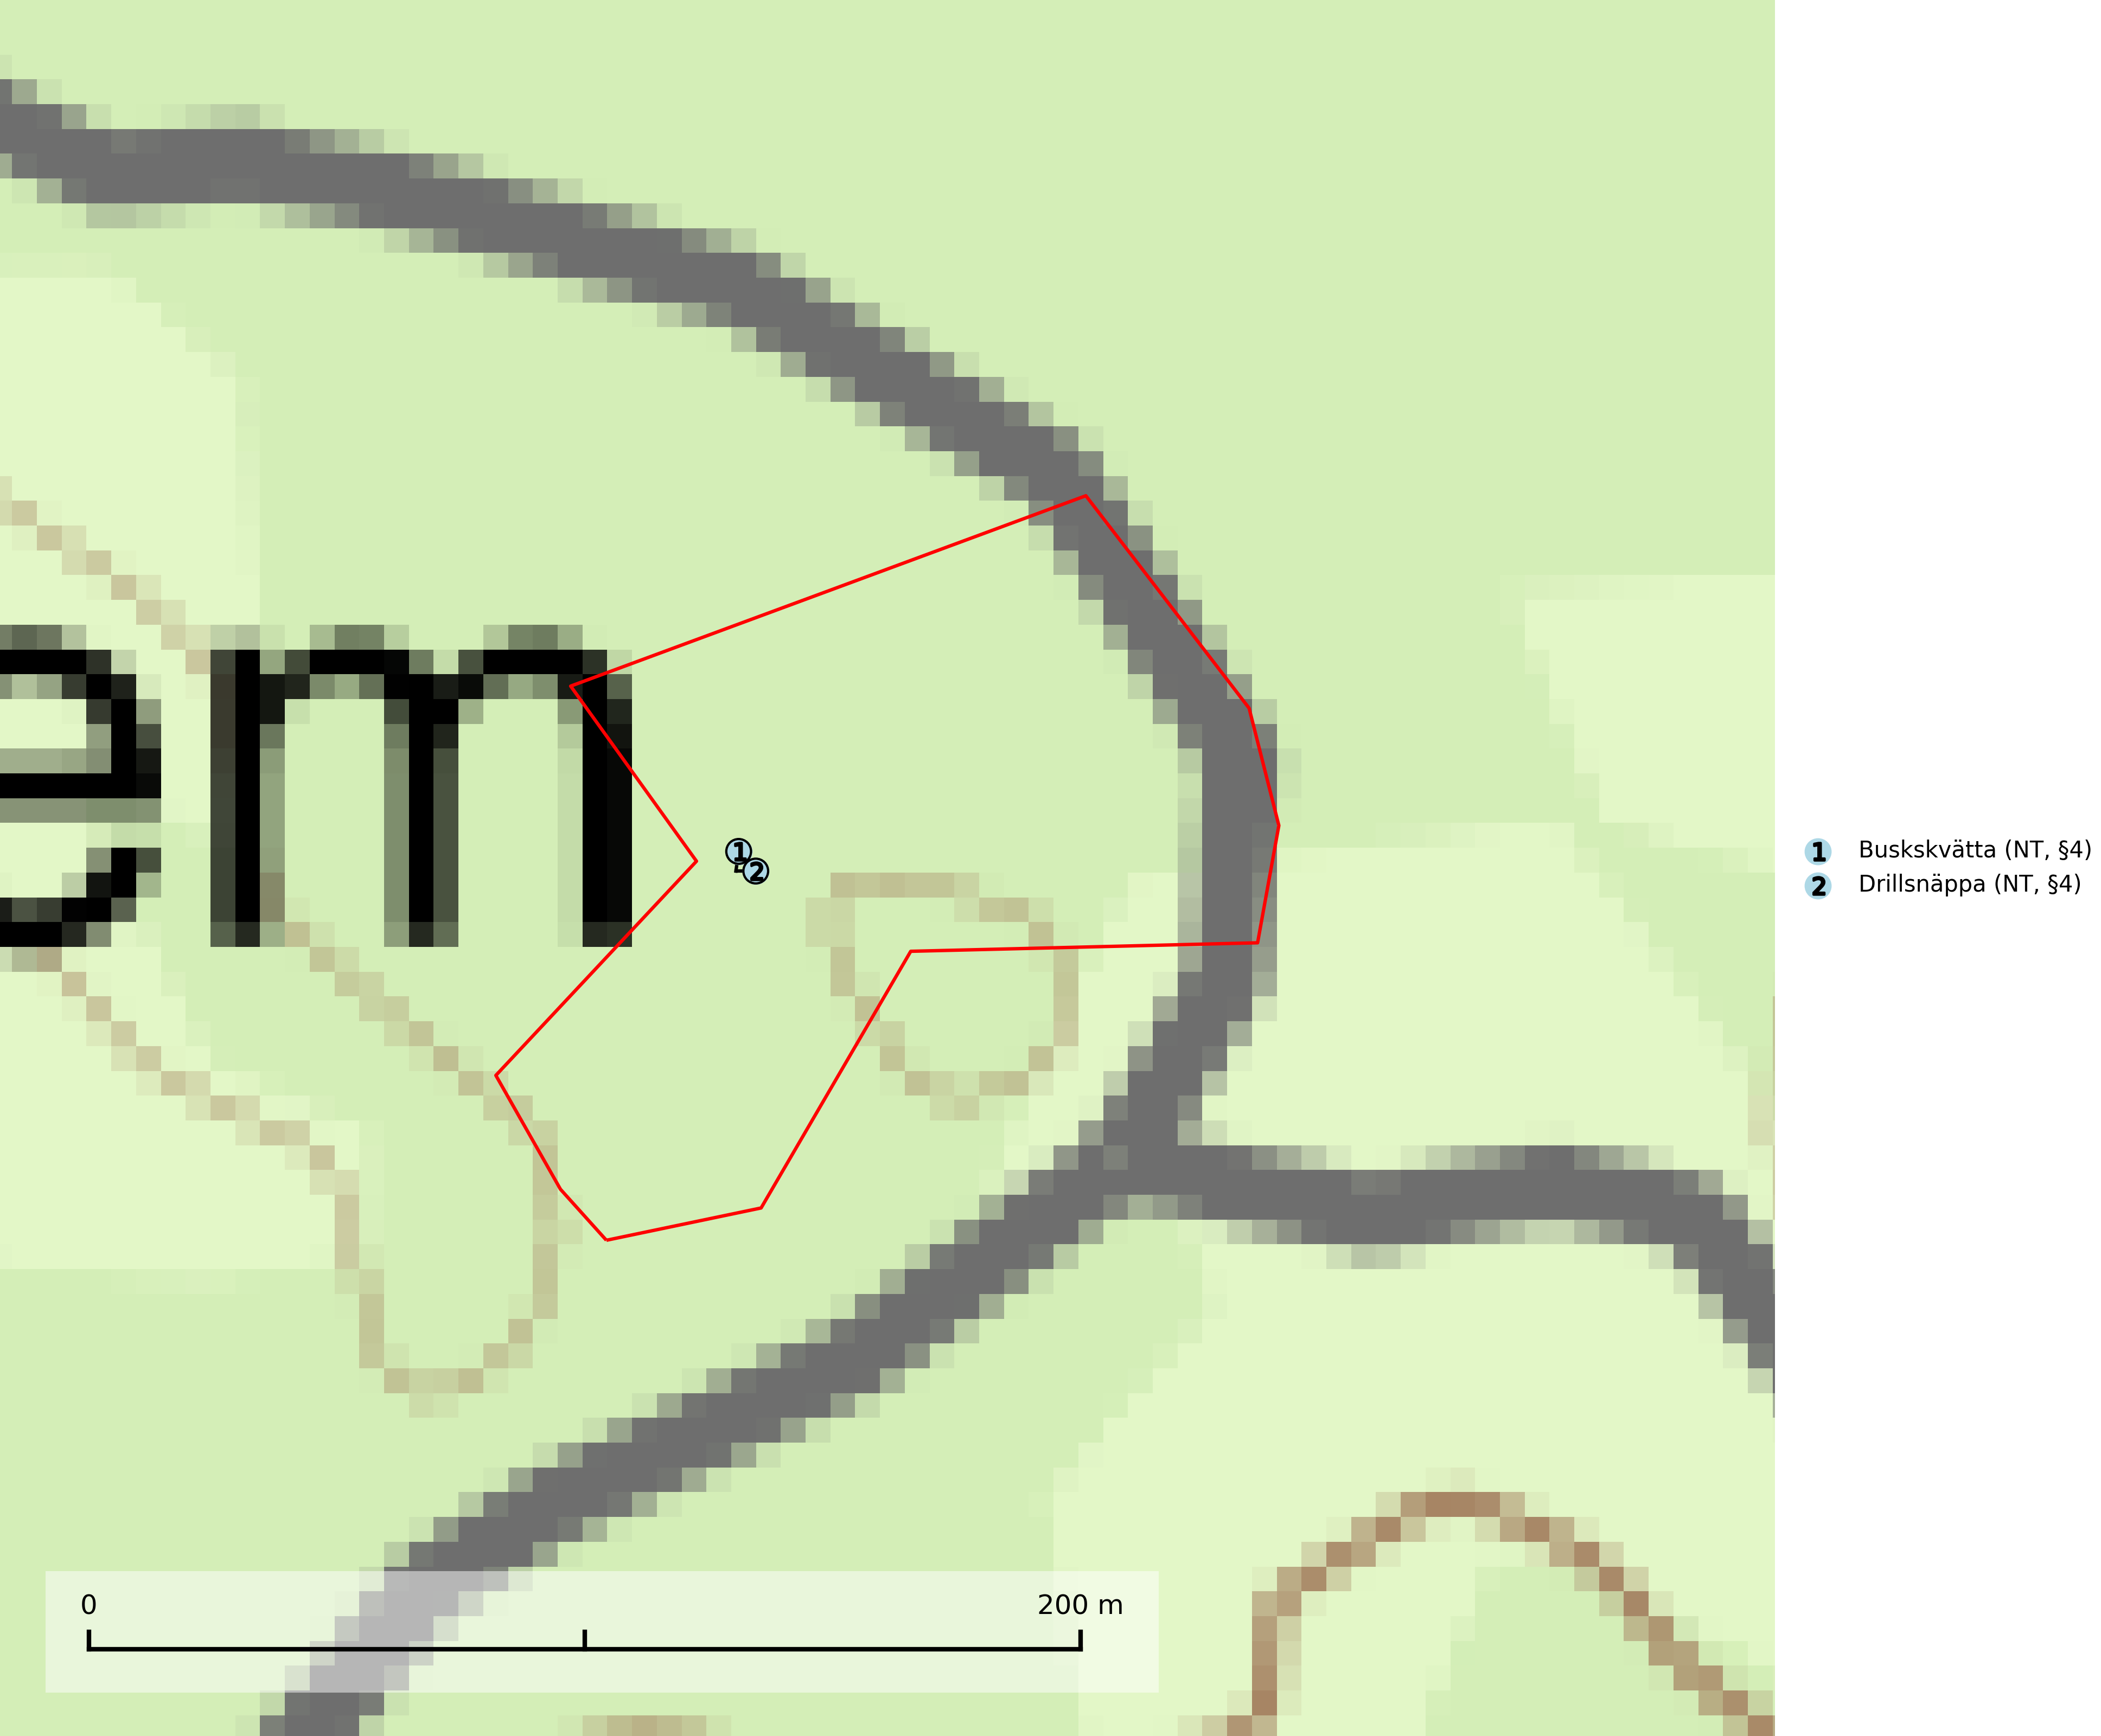 em
1
2
1 Buskskvätta (NT, §4)
2 Drillsnäppa (NT, §4)
0 200 m